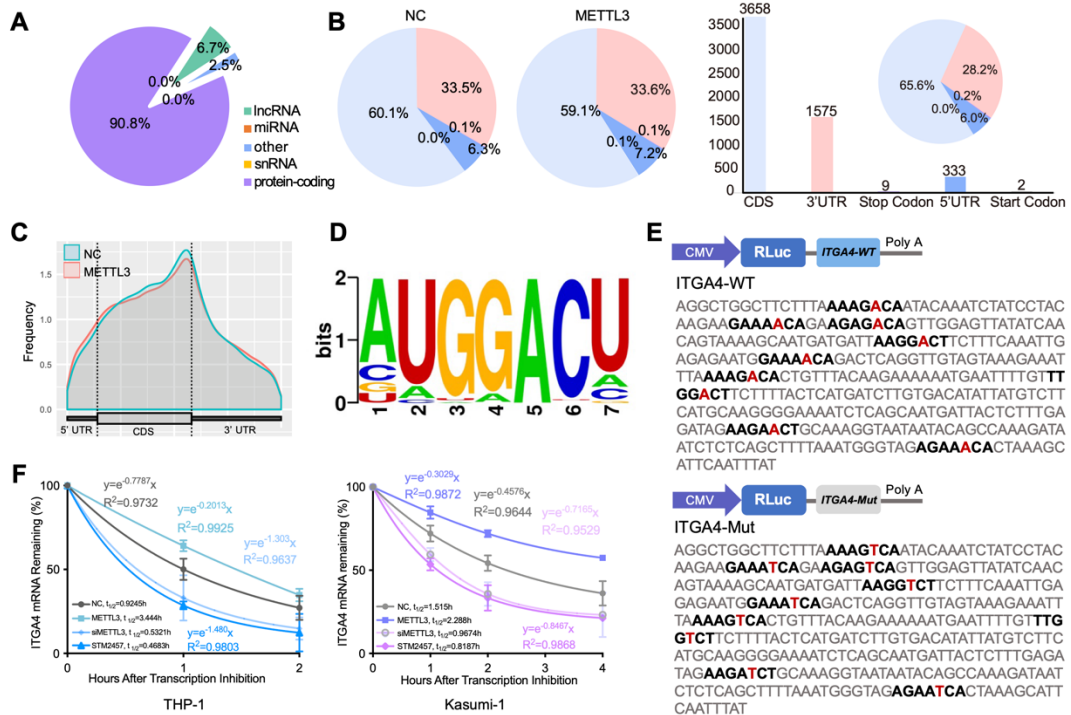 A
6.7%
2.5%
0.0%
0.0%
90.8%
lncRNA
miRNA
other
snRNA
protein-coding
B
NC
33.5%
60.1%
0.1%
0.0%
6.3%
METTL3
33.6%
59.1%
0.1%
0.1%
7.2%
3658
3500
3000
2500
2000
1500
1000
500
0
1575
9
333
2
CDS
3'UTR
Stop Codon
5'UTR
Start Codon
65.6%
28.2%
0.2%
0.0%
6.0%
C
NC
METTL3
Frequency
1.5
1.0
0.5
0.0
5' UTR
CDS
3' UTR
D
bits
2
1
0
A U G G A C U
C A A
G C
U
1 2 3 4 5 6 7
E
CMV
RLuc
ITGA4-WT
Poly A
ITGA4-WT
AGGCTGGCTTCTTTAAAAGACAATACAAATCTATCCTAC
AAGAAGAAAACAGAAGAGACAGTTGGAGTTATATCAA
CAGTAAAAGCAATGATGATTAAGGACTTCTTTCAAATTG
AGAGAATGGAAAACAGACTCAGGTTGTAGTAAAGAAAT
TTAAAAGACACTGTTTACAAGAAAAAATGAATTTTGTTT
GGACTTCTTTTACTCATGATCTTGTGACATATTATGTCTT
CATGCAAGGGGAAAATCTCAGCAATGATTACTCTTTGA
GATAGAAGAACTGCAAAGGTAATAATACAGCCAAAGATA
ATCTCTCAGCTTTTAAATGGGTAGAGAAACACTAAAGC
ATTCAATTTAT
CMV
RLuc
ITGA4-Mut
Poly A
ITGA4-Mut
AGGCTGGCTTCTTTAAAAGTCAATACAAATCTATCCTAC
AAGAAGAAATCAGAAGAGTCAGTTGGAGTTATATCAAC
AGTAAAAGCAATGATGATTAAGGTCTTCTTTCAAATTGA
GAGAATGGAAATCAGACTCAGGTTGTAGTAAAGAAATT
TAAAAGTCACTGTTTACAAGAAAAAATGAATTTTGTTTG
GTCTTCTTTTACTCATGATCTTGTGACATATTATGTCTTC
ATGCAAGGGGAAAATCTCAGCAATGATTACTCTTTGAGA
TAGAAGATCTGCAAAGGTAATAATACAGCCAAAGATAAT
CTCTCAGCTTTTAAATGGGTAGAGAATCACTAAAGCATT
CAATTTAT
F
ITGA4 mRNA Remaining (%)
100
50
0
y=e^-0.7787x
R²=0.9732
y=e^-0.2013x
R²=0.9925
y=e^-1.303x
R²=0.9637
NC, t1/2=0.9245h
METTL3, t1/2=3.444h
siMETTL3, t1/2=0.5321h
STM2457, t1/2=0.4683h
y=e^-1.480x
R²=0.9803
0 1 2
Hours After Transcription Inhibition
THP-1
ITGA4 mRNA Remaining (%)
100
50
0
y=e^-0.3029x
R²=0.9872
y=e^-0.4576x
R²=0.9644
y=e^-0.7165x
R²=0.9529
NC, t1/2=1.515h
METTL3, t1/2=2.288h
siMETTL3, t1/2=0.9674h
STM2457, t1/2=0.8187h
y=e^-0.8467x
R²=0.9868
0 1 2 3 4
Hours After Transcription Inhibition
Kasumi-1